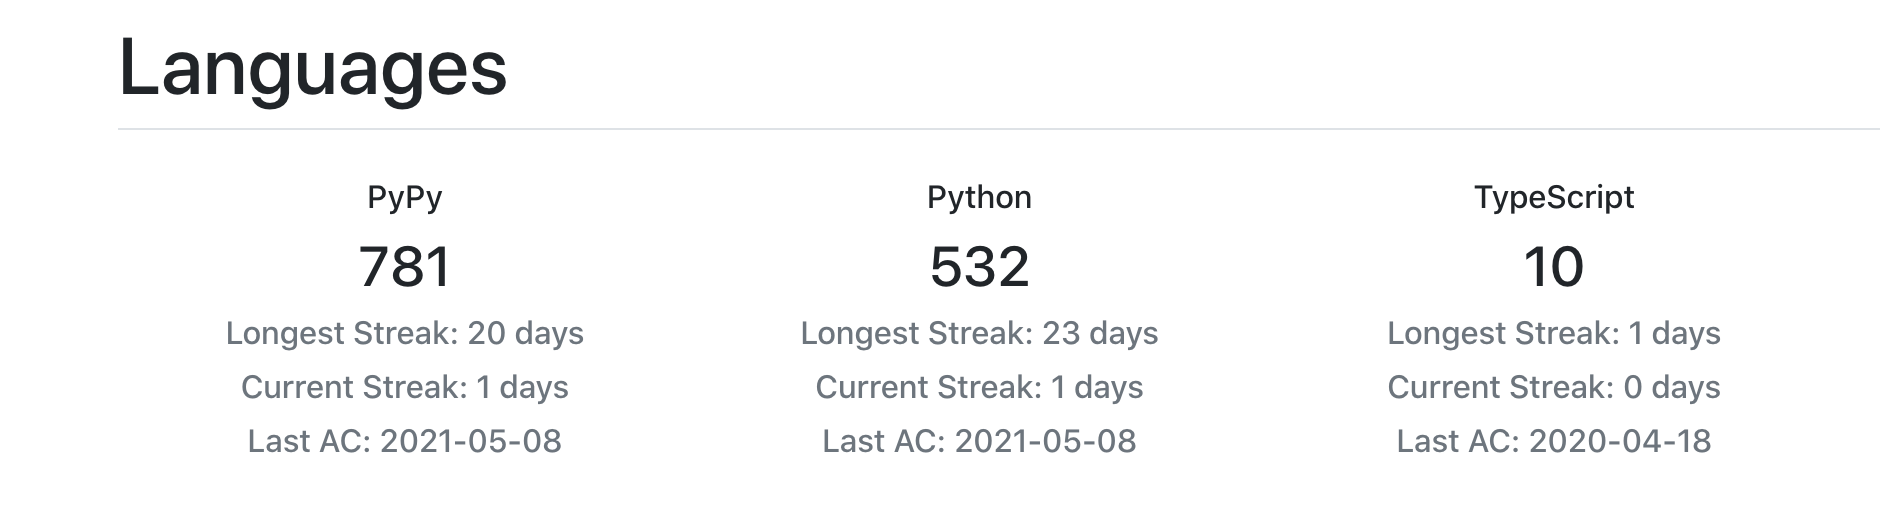 Languages
PyPy
781
Longest Streak: 20 days
Current Streak: 1 days
Last AC: 2021-05-08
Python
532
Longest Streak: 23 days
Current Streak: 1 days
Last AC: 2021-05-08
TypeScript
10
Longest Streak: 1 days
Current Streak: 0 days
Last AC: 2020-04-18